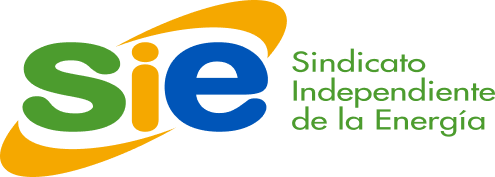 sie
Sindicato
Independiente
de la Energía